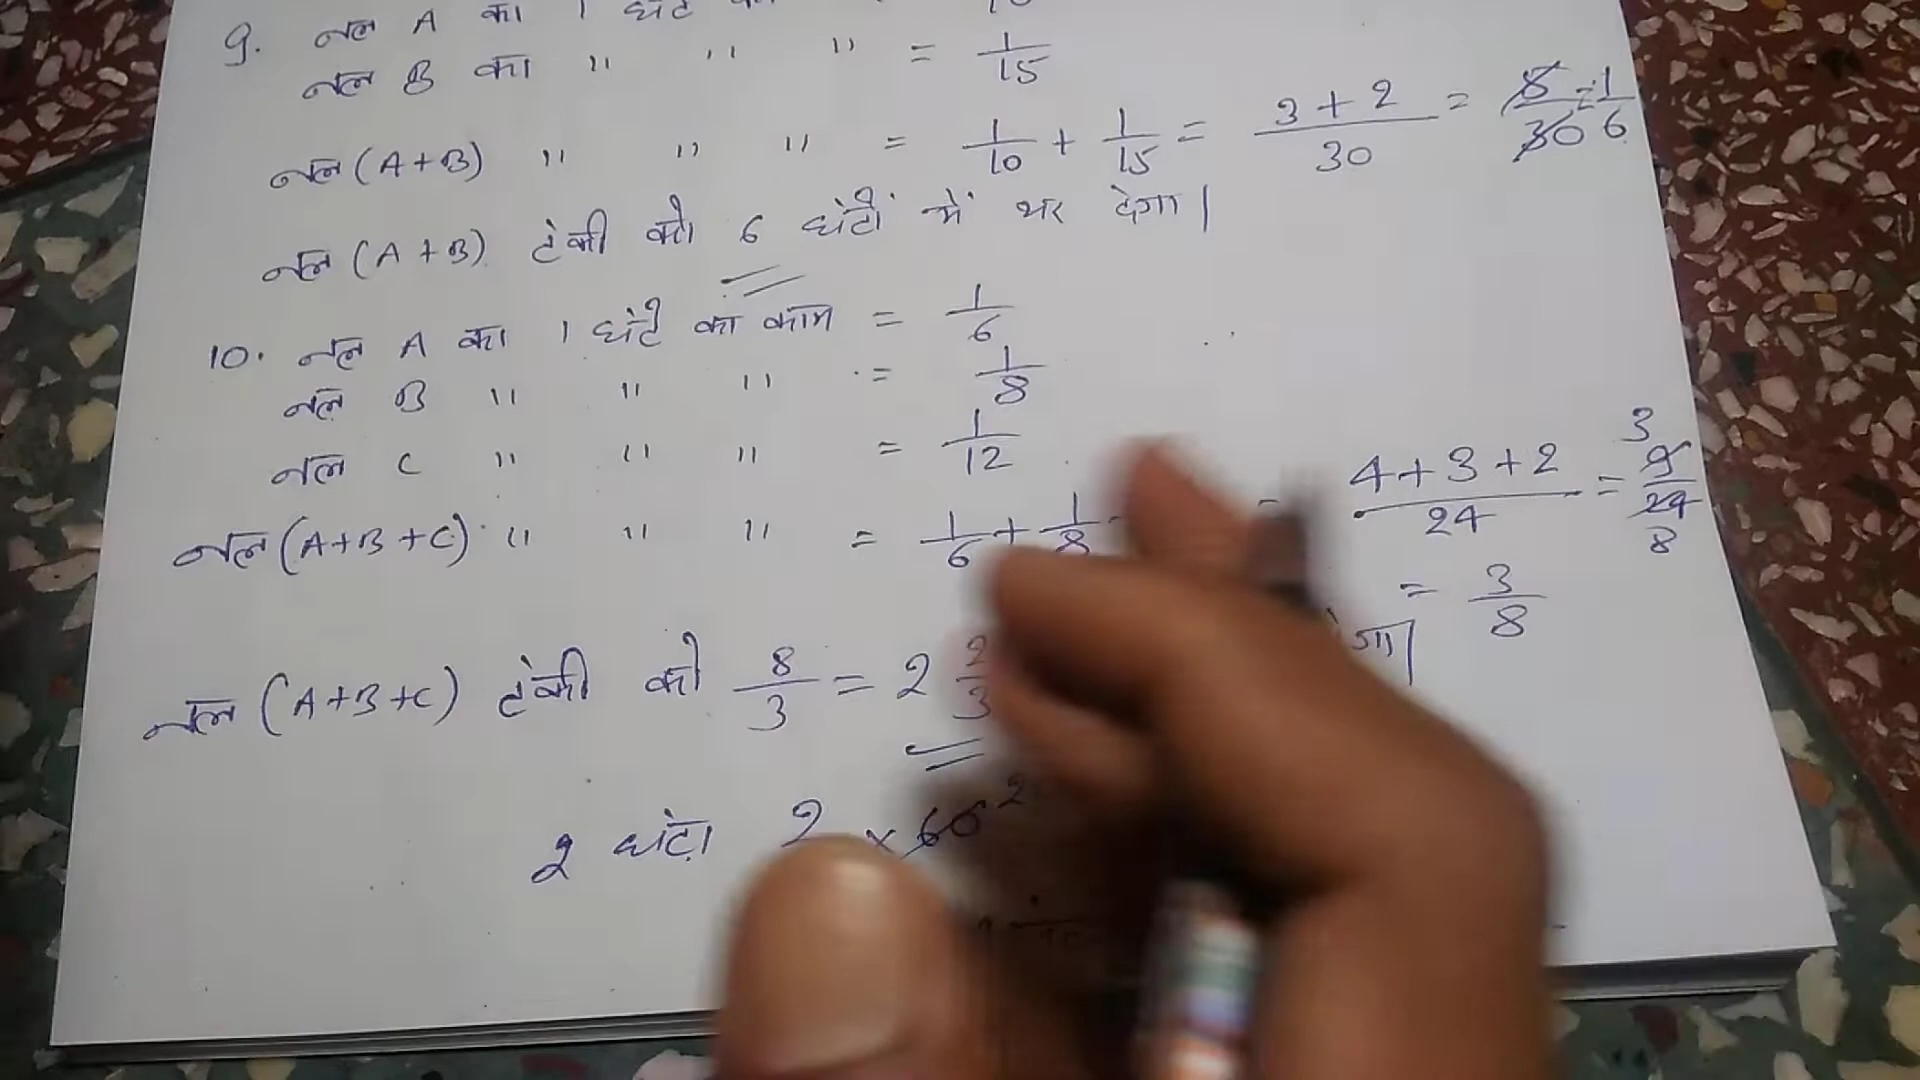 9. नल A का 1 घंटे
नल B का " " " = 1/15
नल (A+B) " " " = 1/10 + 1/15 = 3+2/30 = 5/30 = 1/6
नल (A+B) टंकी को 6 घंटों में भर देगा।
10. नल A का 1 घंटे का काम = 1/6
नल B " " " = 1/8
नल C " " " = 1/12
नल (A+B+C) " " " = 1/6 + 1/8 = 4+3+2/24 = 9/24 3 8
= 3/8
नल (A+B+C) टंकी को 8/3 = 2 2/3
2 घंटा 2 × 60